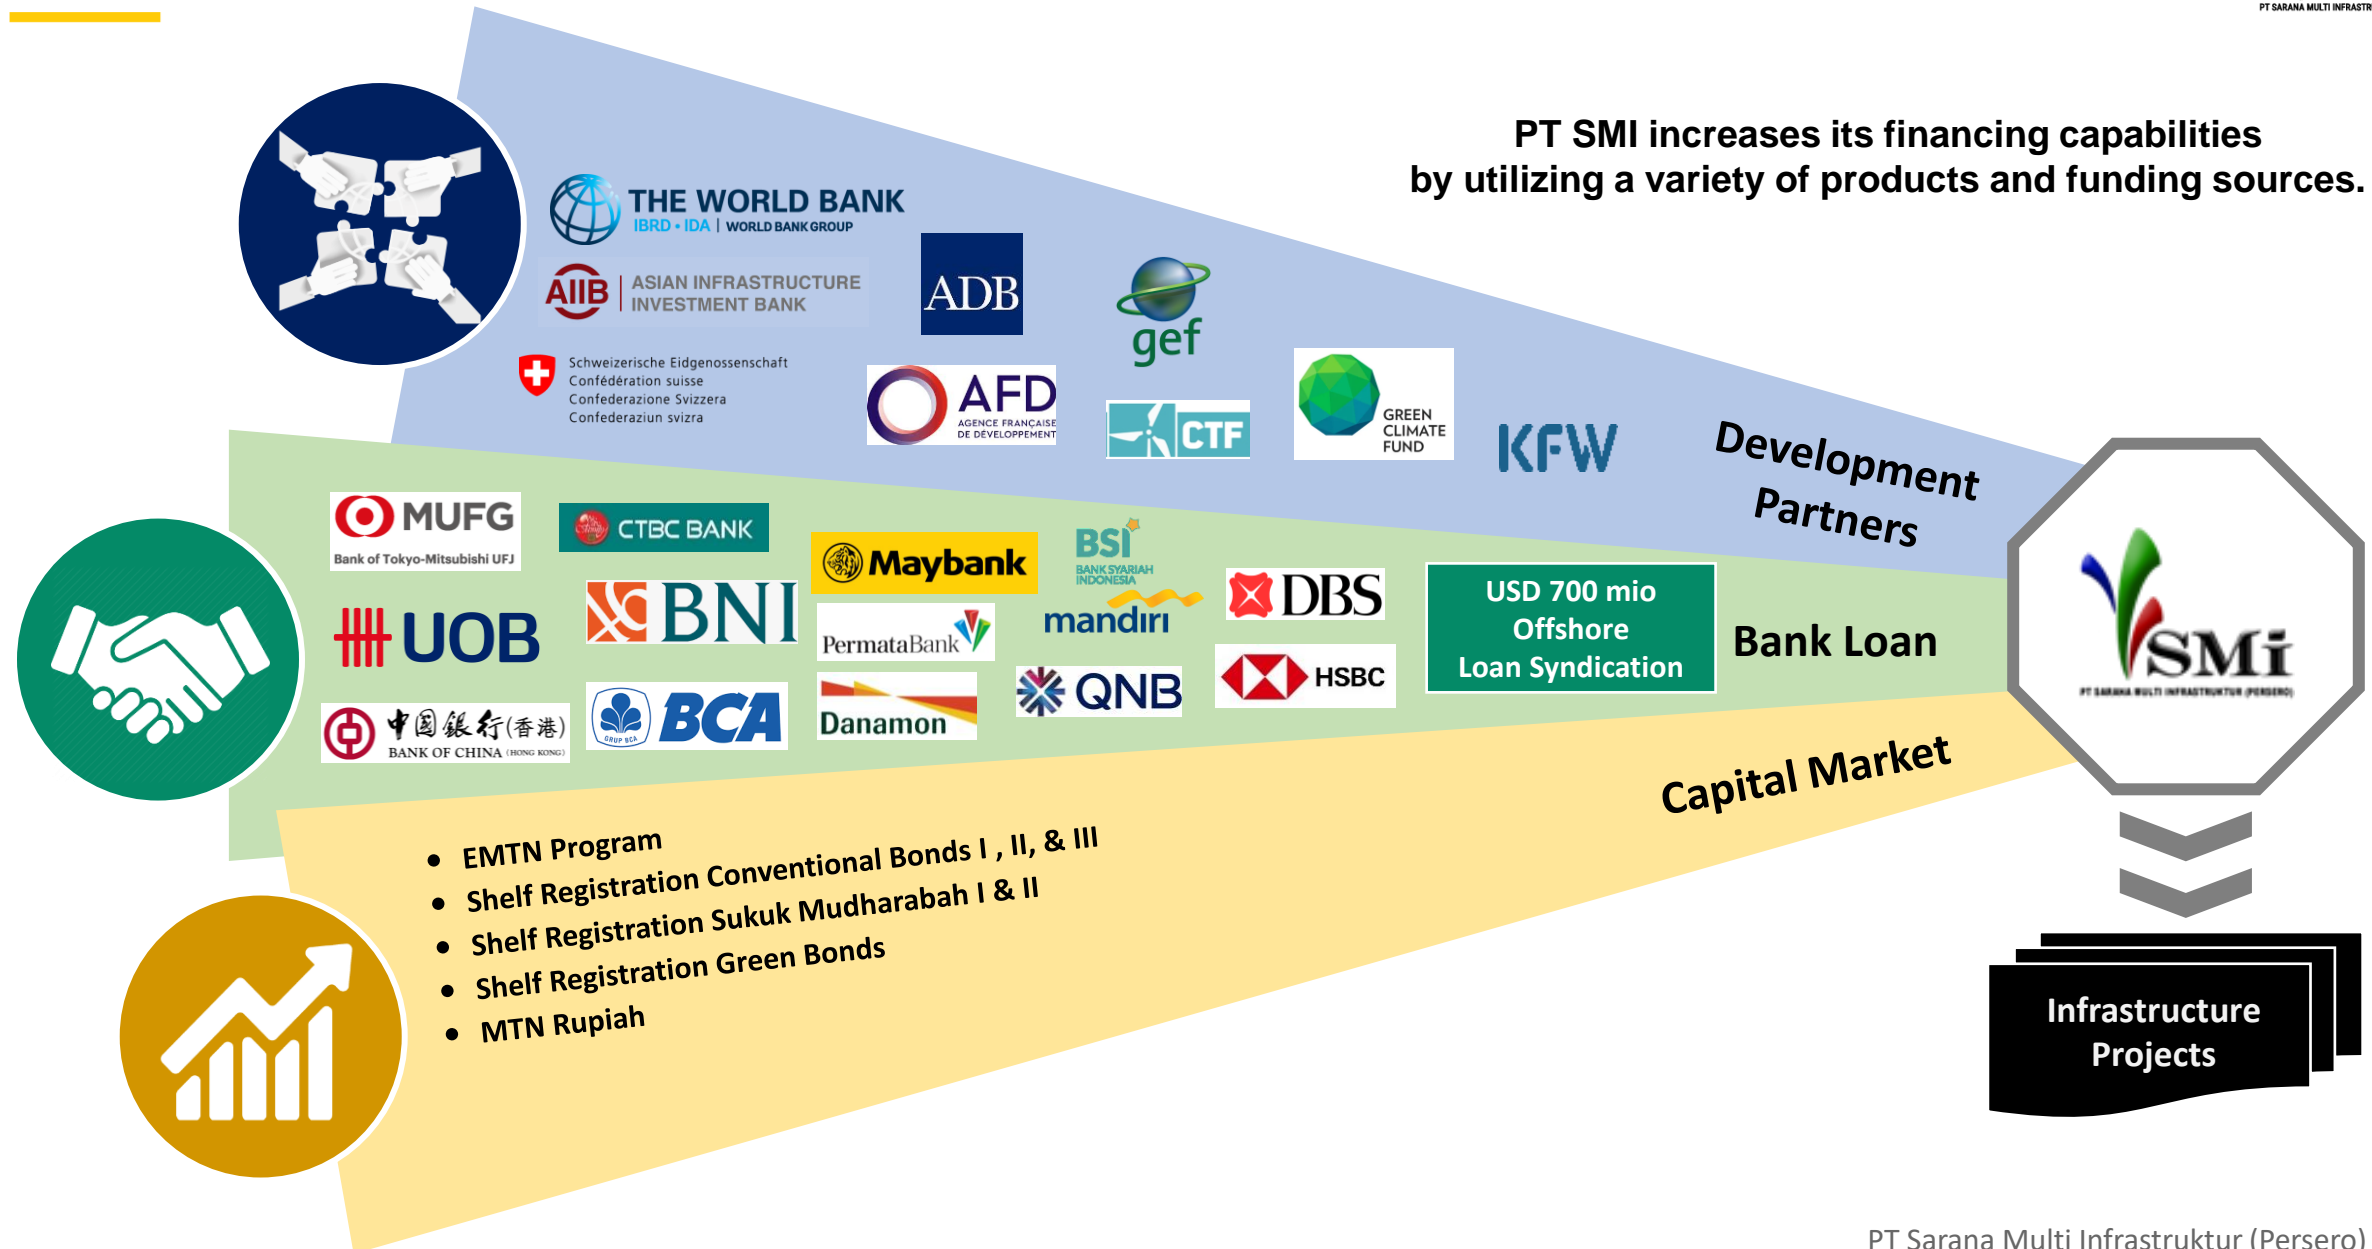 PT SARANA MULTI INFRASTR
PT SMI increases its financing capabilities
by utilizing a variety of products and funding sources.
THE WORLD BANK
IBRD • IDA | WORLD BANK GROUP
AIIB | ASIAN INFRASTRUCTURE
INVESTMENT BANK
ADB
gef
Schweizerische Eidgenossenschaft
Confédération suisse
Confederazione Svizzera
Confederaziun svizra
AFD
AGENCE FRANÇAISE
DE DÉVELOPPEMENT
CTF
GREEN
CLIMATE
FUND
KFW
Development
Partners
MUFG
Bank of Tokyo-Mitsubishi UFJ
CTBC BANK
Maybank
BSI
BANK SYARIAH
INDONESIA
mandiri
DBS
UOB
BNI
PermataBank
HSBC
中国银行(香港)
BANK OF CHINA (HONG KONG)
GRUP BCA
BCA
Danamon
QNB
USD 700 mio
Offshore
Loan Syndication
Bank Loan
SMi
PT SARANA MULTI INFRASTRUKTUR (PERSERO)
Capital Market
• EMTN Program
• Shelf Registration Conventional Bonds I , II, & III
• Shelf Registration Sukuk Mudharabah I & II
• Shelf Registration Green Bonds
• MTN Rupiah
Infrastructure
Projects
PT Sarana Multi Infrastruktur (Persero)